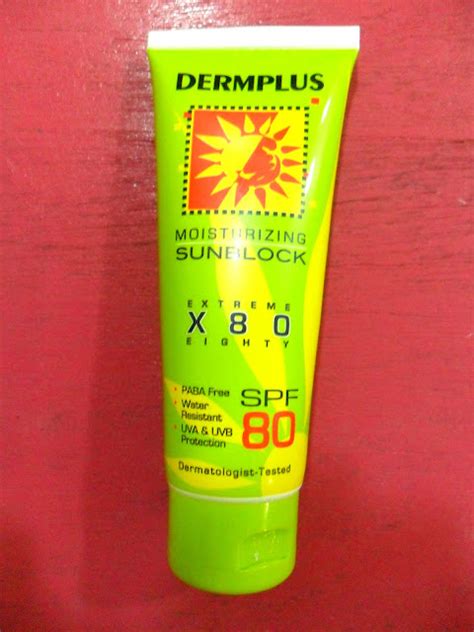 DERMPLUS
MOISTURIZING
SUNBLOCK
EXTREME
X80
EIGHTY
• PABA Free
• Water
Resistant
• UVA & UVB
Protection
SPF
80
Dermatologist-Tested